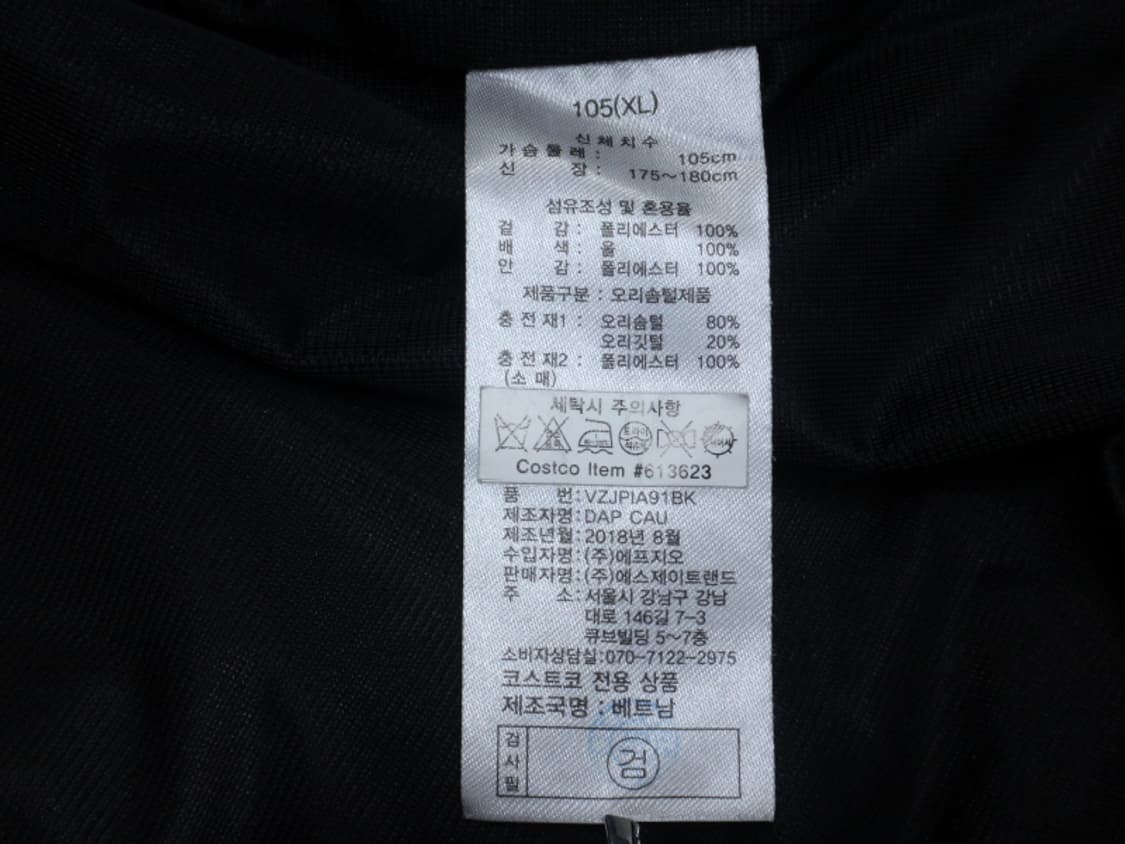 105(XL)
신체치수
가슴둘레 : 105cm
신 장 : 175~180cm
섬유조성 및 혼용율
겉 감 : 폴리에스터 100%
배 색 : 울 100%
안 감 : 폴리에스터 100%
제품구분 : 오리솜털제품
충 전 재1 : 오리솜털 80%
오리깃털 20%
충 전 재2 : 폴리에스터 100%
(소 매)
세탁시 주의사항
드라이
Costco Item #613623
품 번:VZJPIA91BK
제조자명:DAP CAU
제조년월:2018년 8월
수입자명:(주)에프지오
판매자명:(주)에스제이트랜드
주 소:서울시 강남구 강남
대로 146길 7-3
큐브빌딩 5~7층
소비자상담실:070-7122-2975
코스트코 전용 상품
제조국명 : 베트남
검사필
검